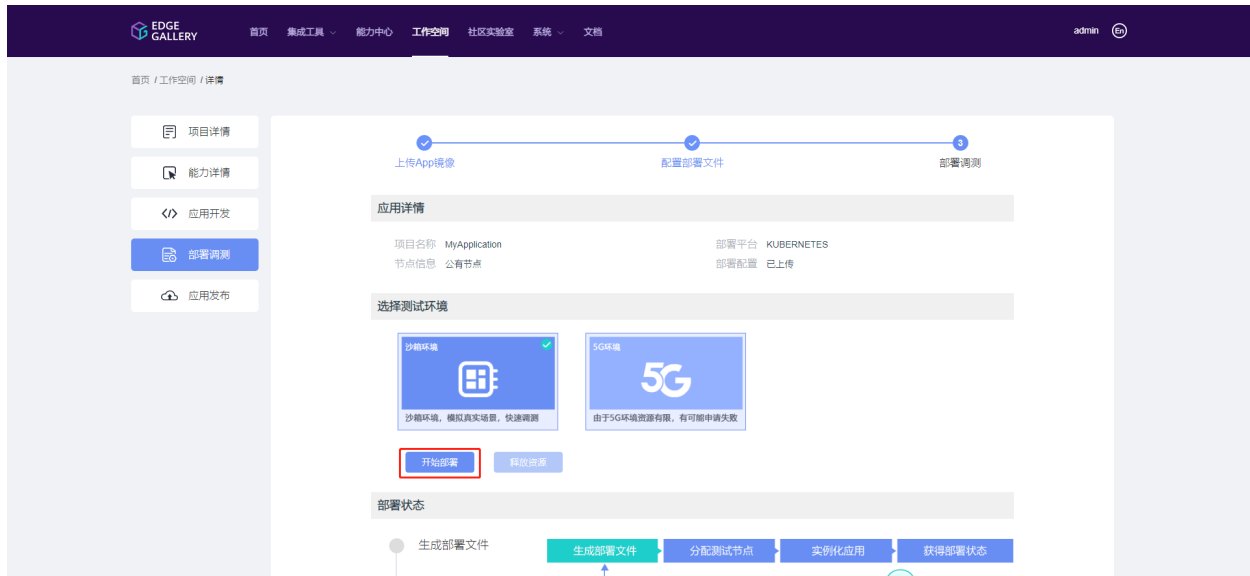 EDGE
GALLERY
首页 集成工具 能力中心 工作空间 社区实验室 系统 文档 admin En
首页 / 工作空间 / 详情
项目详情
能力详情
应用开发
部署调测
应用发布
3
上传App镜像 配置部署文件 部署调测
应用详情
项目名称 MyApplication 部署平台 KUBERNETES
节点信息 公有节点 部署配置 已上传
选择测试环境
沙箱环境 5G环境
5G
沙箱环境，模拟真实场景，快速调测 由于5G环境资源有限，有可能申请失败
开始部署 释放资源
部署状态
生成部署文件 生成部署文件 分配测试节点 实例化应用 获得部署状态